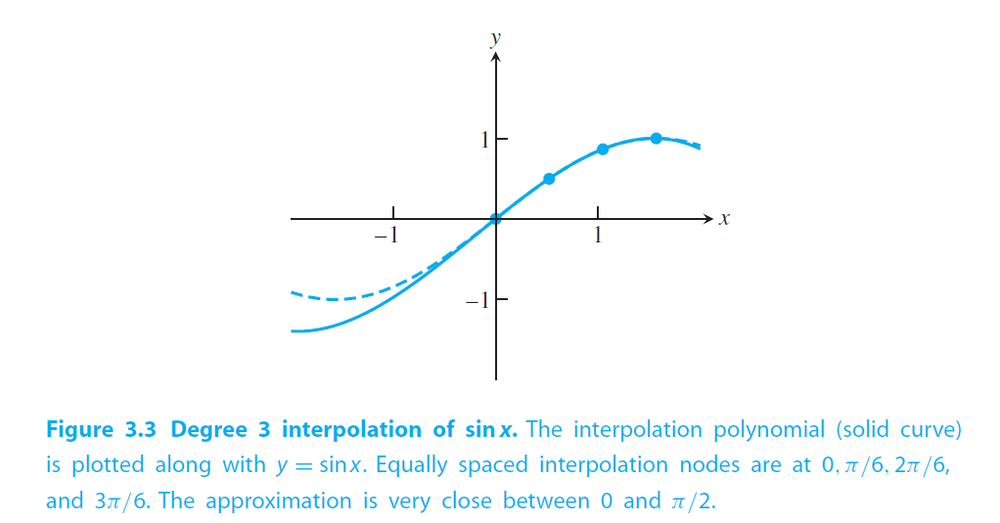 y
1
x
−1
1
−1
Figure 3.3 Degree 3 interpolation of sin x. The interpolation polynomial (solid curve)
is plotted along with y = sin x. Equally spaced interpolation nodes are at 0, π/6, 2π/6,
and 3π/6. The approximation is very close between 0 and π/2.